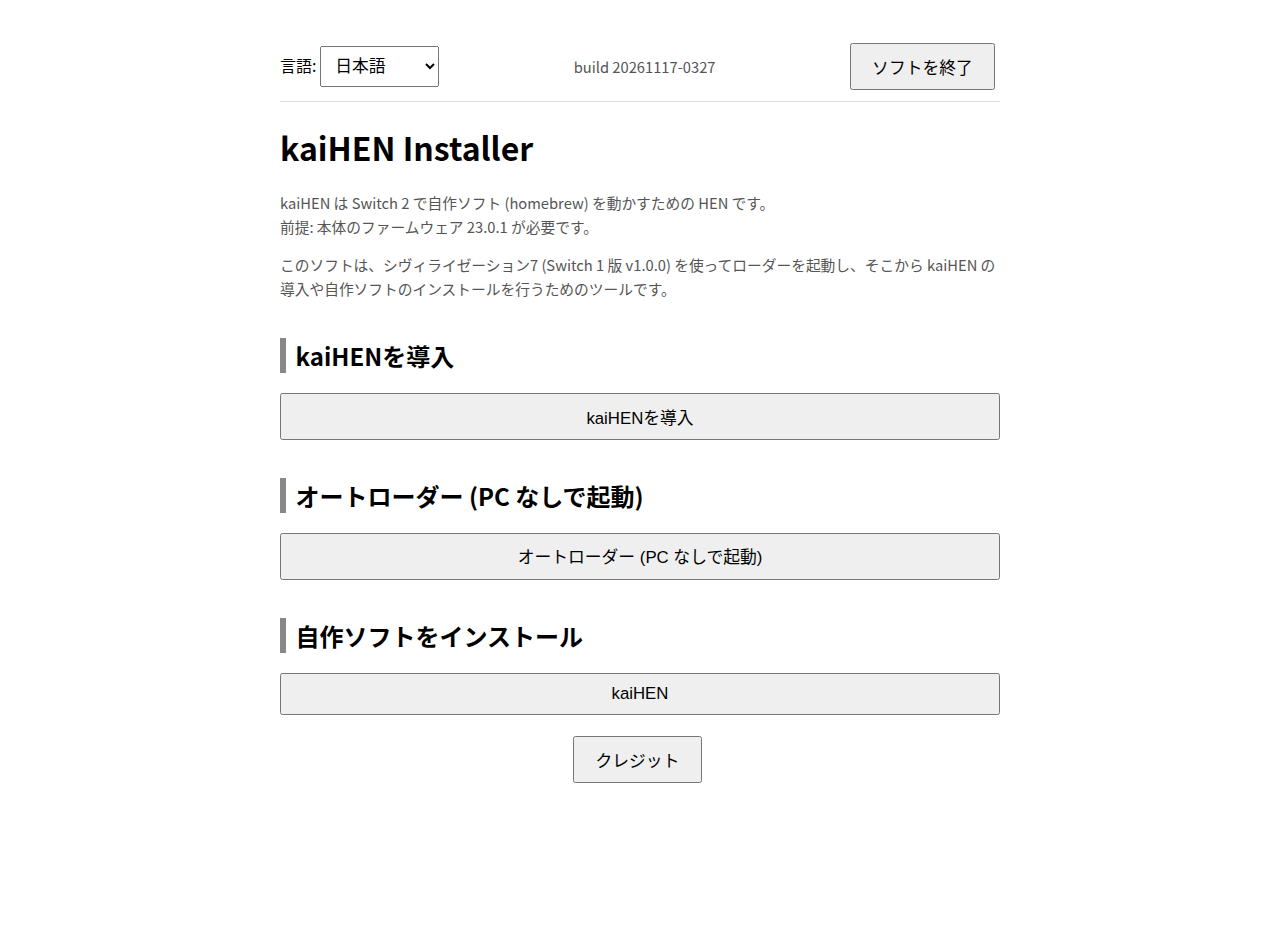 言語: 日本語 build 20261117-0327 ソフトを終了
kaiHEN Installer
kaiHEN は Switch 2 で自作ソフト (homebrew) を動かすための HEN です。
前提: 本体のファームウェア 23.0.1 が必要です。
このソフトは、シヴィライゼーション7 (Switch 1 版 v1.0.0) を使ってローダーを起動し、そこから kaiHEN の
導入や自作ソフトのインストールを行うためのツールです。
kaiHENを導入
kaiHENを導入
オートローダー (PC なしで起動)
オートローダー (PC なしで起動)
自作ソフトをインストール
kaiHEN
クレジット